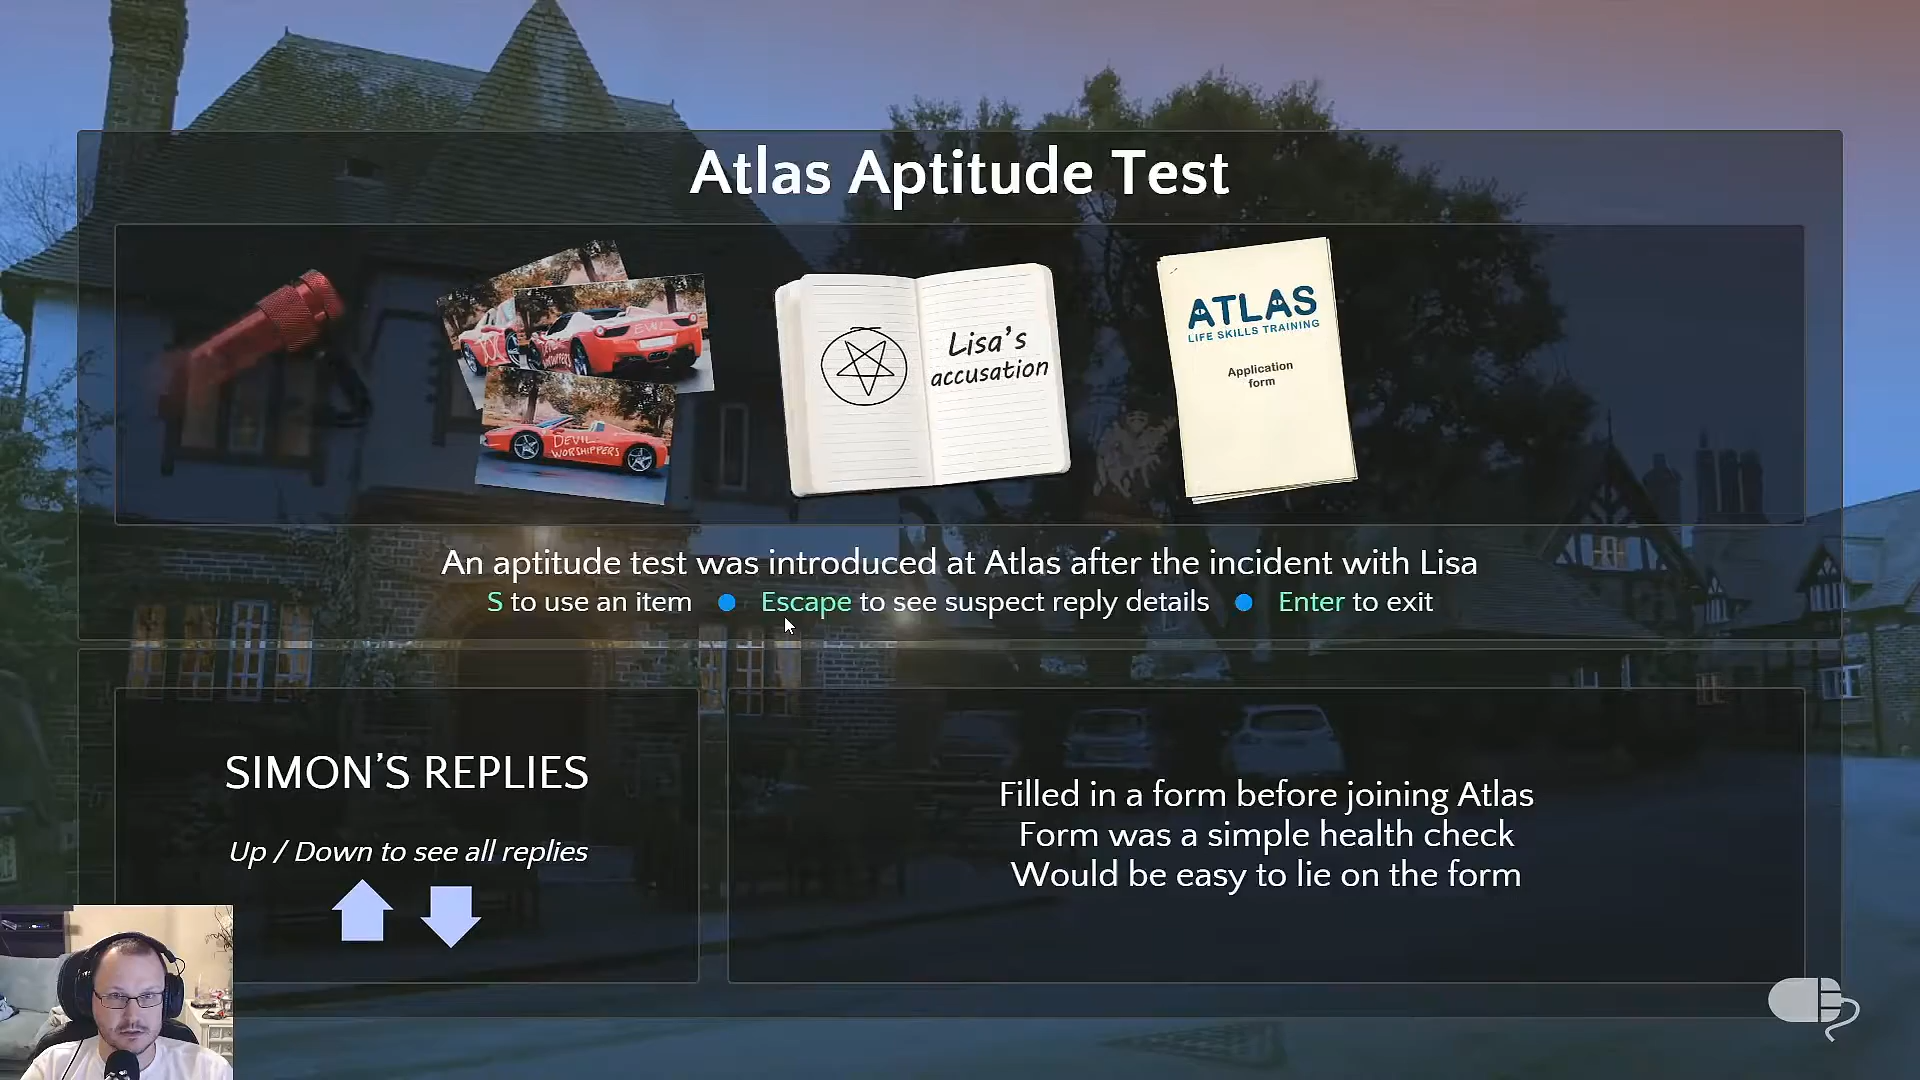 Atlas Aptitude Test
EVIL
DEVIL
WORSHIPPERS
Lisa's
accusation
ATLAS
LIFE SKILLS TRAINING
Application
form
An aptitude test was introduced at Atlas after the incident with Lisa
S to use an item Escape to see suspect reply details Enter to exit
SIMON'S REPLIES
Up / Down to see all replies
Filled in a form before joining Atlas
Form was a simple health check
Would be easy to lie on the form